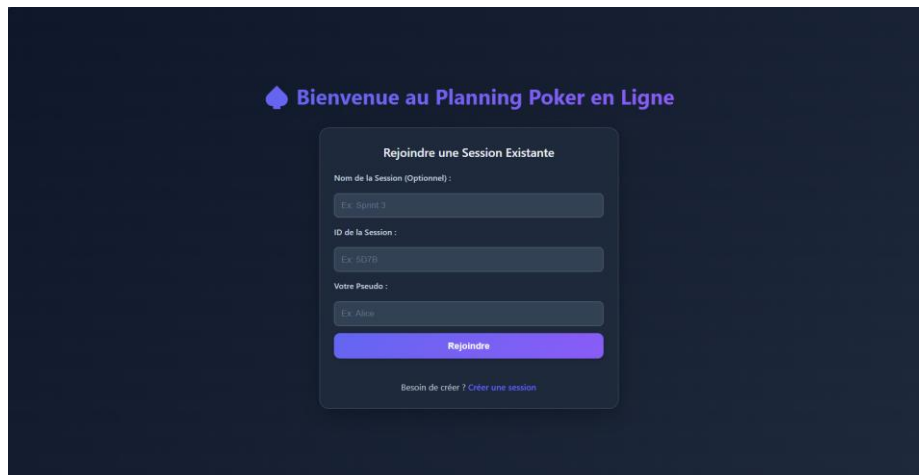 Bienvenue au Planning Poker en Ligne
Rejoindre une Session Existante
Nom de la Session (Optionnel) :
Ex: Sprint 3
ID de la Session :
Ex: 5D7B
Votre Pseudo :
Ex: Alice
Rejoindre
Besoin de créer ? Créer une session